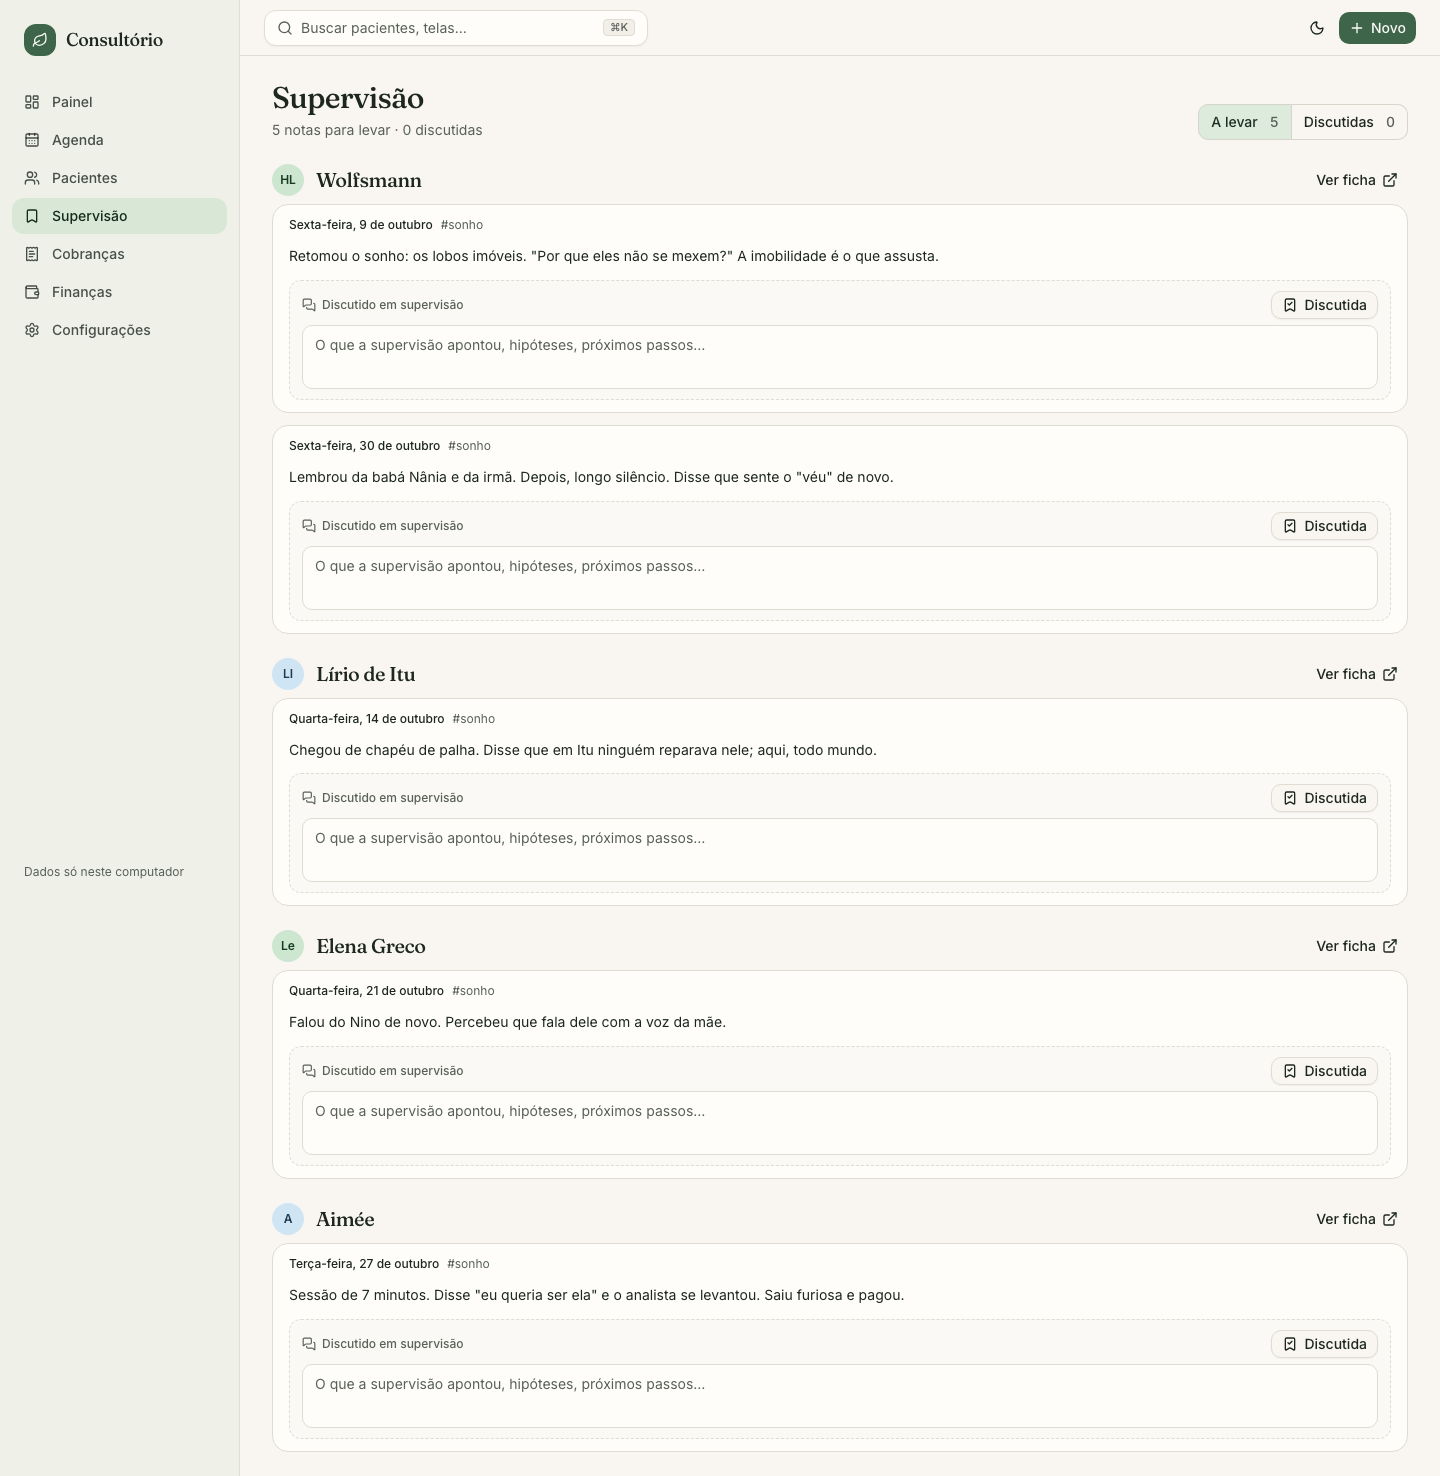 Consultório
Buscar pacientes, telas...
⌘K
Novo
Painel
Agenda
Pacientes
Supervisão
Cobranças
Finanças
Configurações
Dados só neste computador
Supervisão
5 notas para levar · 0 discutidas
A levar 5
Discutidas 0
HL
Wolfsmann
Ver ficha
Sexta-feira, 9 de outubro #sonho
Retomou o sonho: os lobos imóveis. "Por que eles não se mexem?" A imobilidade é o que assusta.
Discutido em supervisão
Discutida
O que a supervisão apontou, hipóteses, próximos passos...
Sexta-feira, 30 de outubro #sonho
Lembrou da babá Nânia e da irmã. Depois, longo silêncio. Disse que sente o "véu" de novo.
Discutido em supervisão
Discutida
O que a supervisão apontou, hipóteses, próximos passos...
LI
Lírio de Itu
Ver ficha
Quarta-feira, 14 de outubro #sonho
Chegou de chapéu de palha. Disse que em Itu ninguém reparava nele; aqui, todo mundo.
Discutido em supervisão
Discutida
O que a supervisão apontou, hipóteses, próximos passos...
Le
Elena Greco
Ver ficha
Quarta-feira, 21 de outubro #sonho
Falou do Nino de novo. Percebeu que fala dele com a voz da mãe.
Discutido em supervisão
Discutida
O que a supervisão apontou, hipóteses, próximos passos...
A
Aimée
Ver ficha
Terça-feira, 27 de outubro #sonho
Sessão de 7 minutos. Disse "eu queria ser ela" e o analista se levantou. Saiu furiosa e pagou.
Discutido em supervisão
Discutida
O que a supervisão apontou, hipóteses, próximos passos...